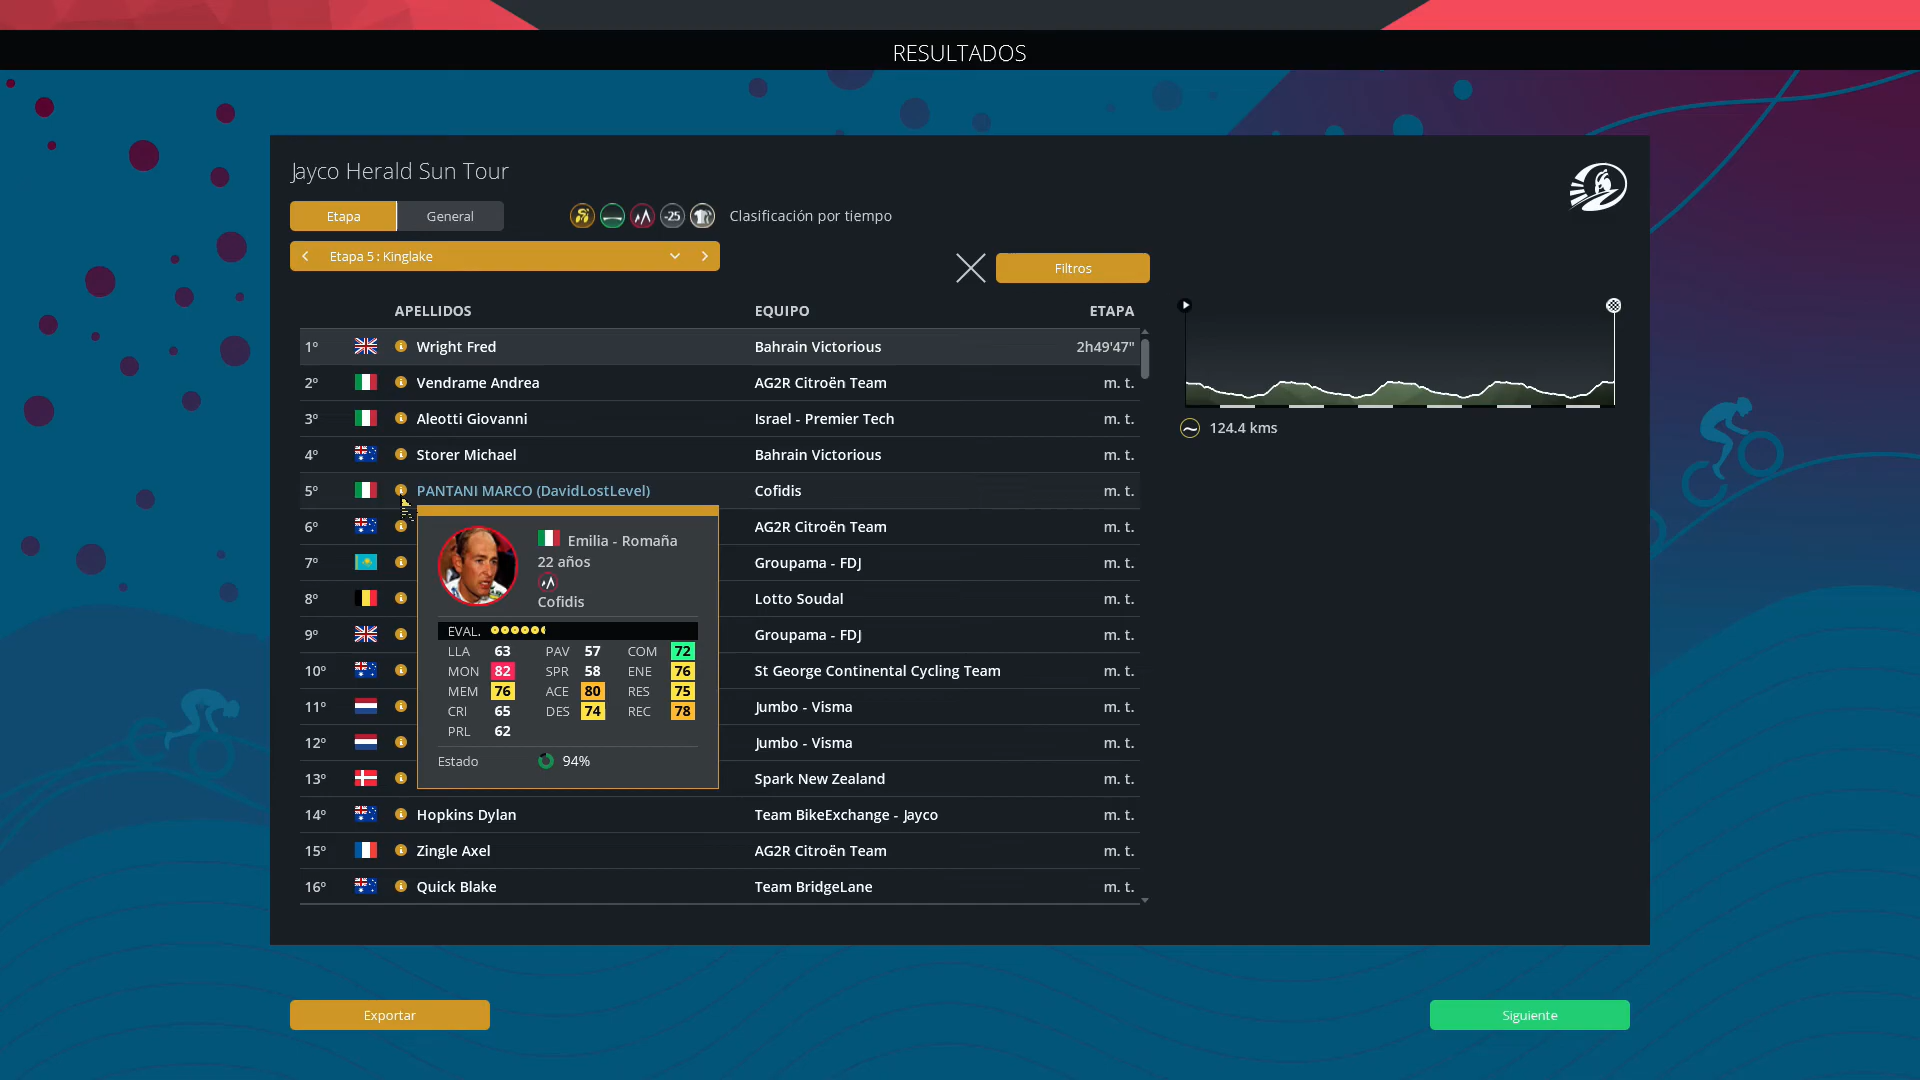 RESULTADOS
Jayco Herald Sun Tour
Etapa General -25 Clasificación por tiempo
Etapa 5 : Kinglake
Filtros
APELLIDOS EQUIPO ETAPA
1º Wright Fred Bahrain Victorious 2h49'47"
2º Vendrame Andrea AG2R Citroën Team m. t.
3º Aleotti Giovanni Israel - Premier Tech m. t.
4º Storer Michael Bahrain Victorious m. t.
5º PANTANI MARCO (DavidLostLevel) Cofidis m. t.
6º AG2R Citroën Team m. t.
7º Groupama - FDJ m. t.
8º Lotto Soudal m. t.
9º Groupama - FDJ m. t.
10º St George Continental Cycling Team m. t.
11º Jumbo - Visma m. t.
12º Jumbo - Visma m. t.
13º Spark New Zealand m. t.
14º Hopkins Dylan Team BikeExchange - Jayco m. t.
15º Zingle Axel AG2R Citroën Team m. t.
16º Quick Blake Team BridgeLane m. t.
Emilia - Romaña
22 años
Cofidis
EVAL.
LLA 63 PAV 57 COM 72
MON 82 SPR 58 ENE 76
MEM 76 ACE 80 RES 75
CRI 65 DES 74 REC 78
PRL 62
Estado 94%
124.4 kms
Exportar
Siguiente